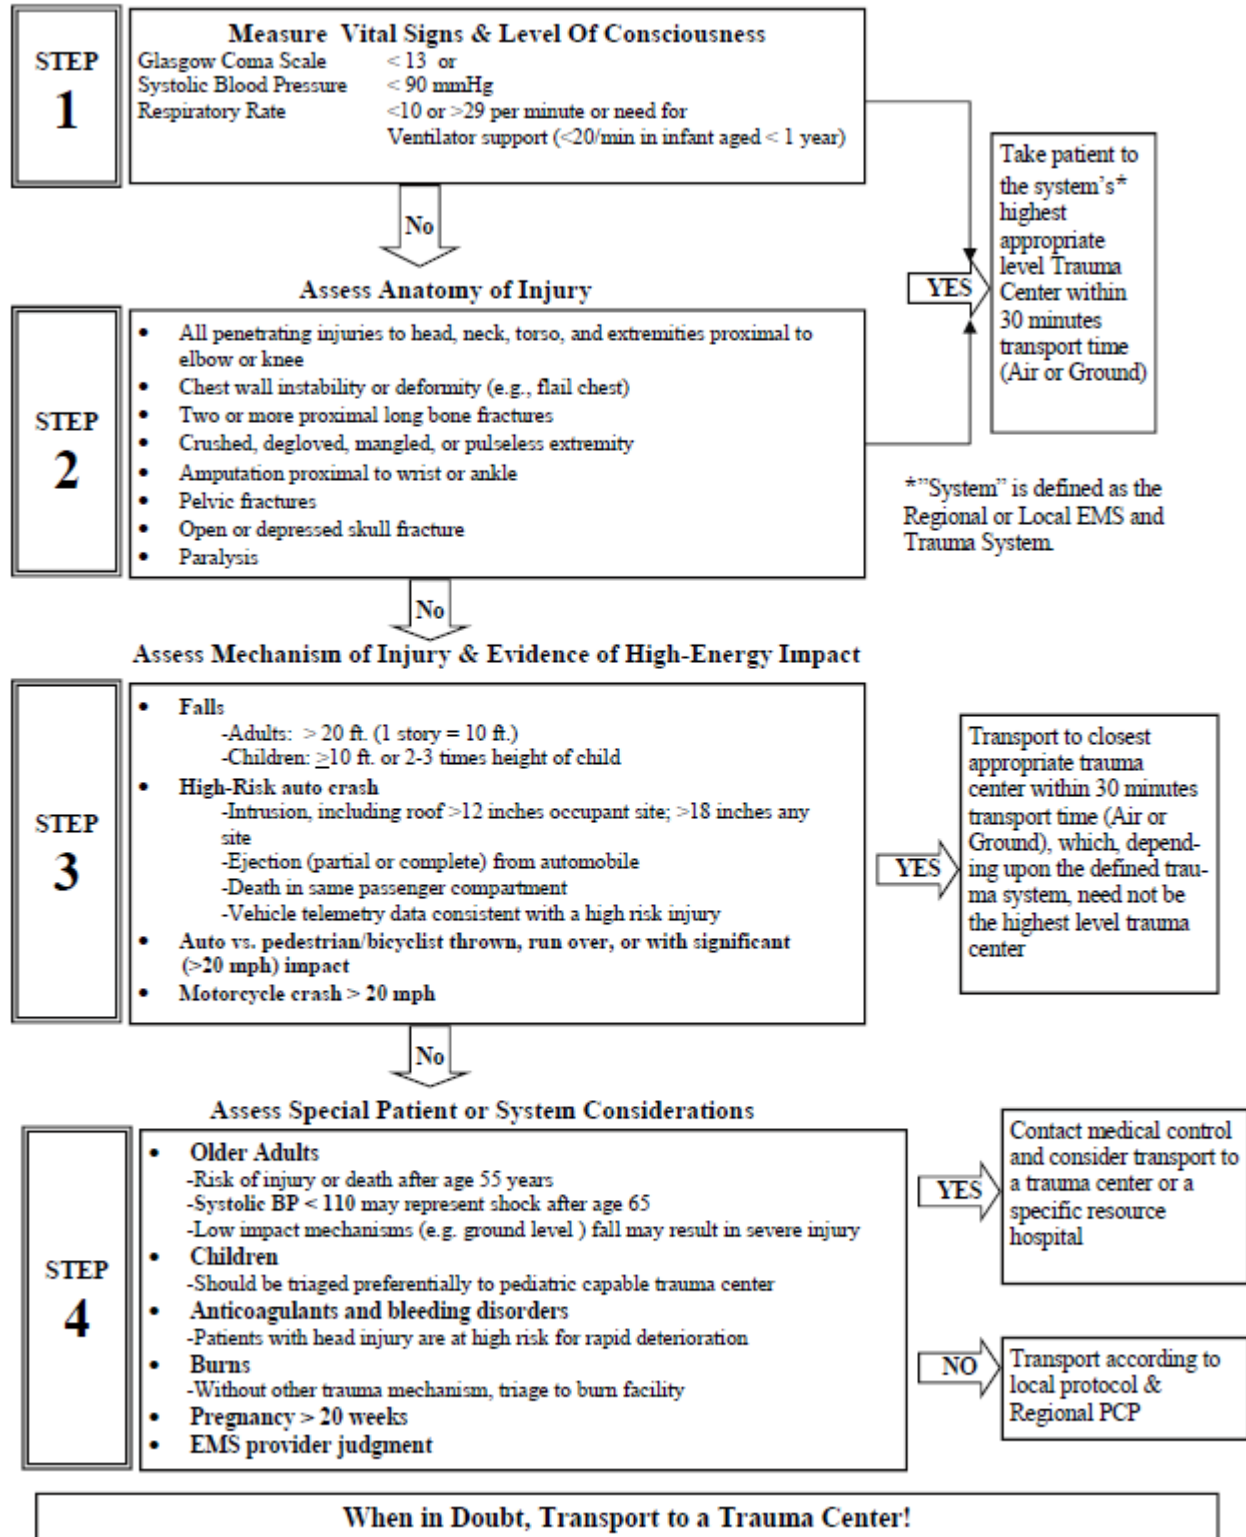 STEP
1
Measure Vital Signs & Level Of Consciousness
Glasgow Coma Scale < 13 or
Systolic Blood Pressure < 90 mmHg
Respiratory Rate <10 or >29 per minute or need for
Ventilator support (<20/min in infant aged < 1 year)
No
YES
Take patient to
the system's*
highest
appropriate
level Trauma
Center within
30 minutes
transport time
(Air or Ground)
*"System" is defined as the
Regional or Local EMS and
Trauma System.
Assess Anatomy of Injury
STEP
2
• All penetrating injuries to head, neck, torso, and extremities proximal to
elbow or knee
• Chest wall instability or deformity (e.g., flail chest)
• Two or more proximal long bone fractures
• Crushed, degloved, mangled, or pulseless extremity
• Amputation proximal to wrist or ankle
• Pelvic fractures
• Open or depressed skull fracture
• Paralysis
No
Assess Mechanism of Injury & Evidence of High-Energy Impact
STEP
3
• Falls
-Adults: > 20 ft. (1 story = 10 ft.)
-Children: ≥10 ft. or 2-3 times height of child
• High-Risk auto crash
-Intrusion, including roof >12 inches occupant site; >18 inches any
site
-Ejection (partial or complete) from automobile
-Death in same passenger compartment
-Vehicle telemetry data consistent with a high risk injury
• Auto vs. pedestrian/bicyclist thrown, run over, or with significant
(>20 mph) impact
• Motorcycle crash > 20 mph
YES
Transport to closest
appropriate trauma
center within 30 minutes
transport time (Air or
Ground), which, depend-
ing upon the defined trau-
ma system, need not be
the highest level trauma
center
No
Assess Special Patient or System Considerations
STEP
4
• Older Adults
-Risk of injury or death after age 55 years
-Systolic BP < 110 may represent shock after age 65
-Low impact mechanisms (e.g. ground level ) fall may result in severe injury
• Children
-Should be triaged preferentially to pediatric capable trauma center
• Anticoagulants and bleeding disorders
-Patients with head injury are at high risk for rapid deterioration
• Burns
-Without other trauma mechanism, triage to burn facility
• Pregnancy > 20 weeks
• EMS provider judgment
YES
Contact medical control
and consider transport to
a trauma center or a
specific resource
hospital
NO
Transport according to
local protocol &
Regional PCP
When in Doubt, Transport to a Trauma Center!